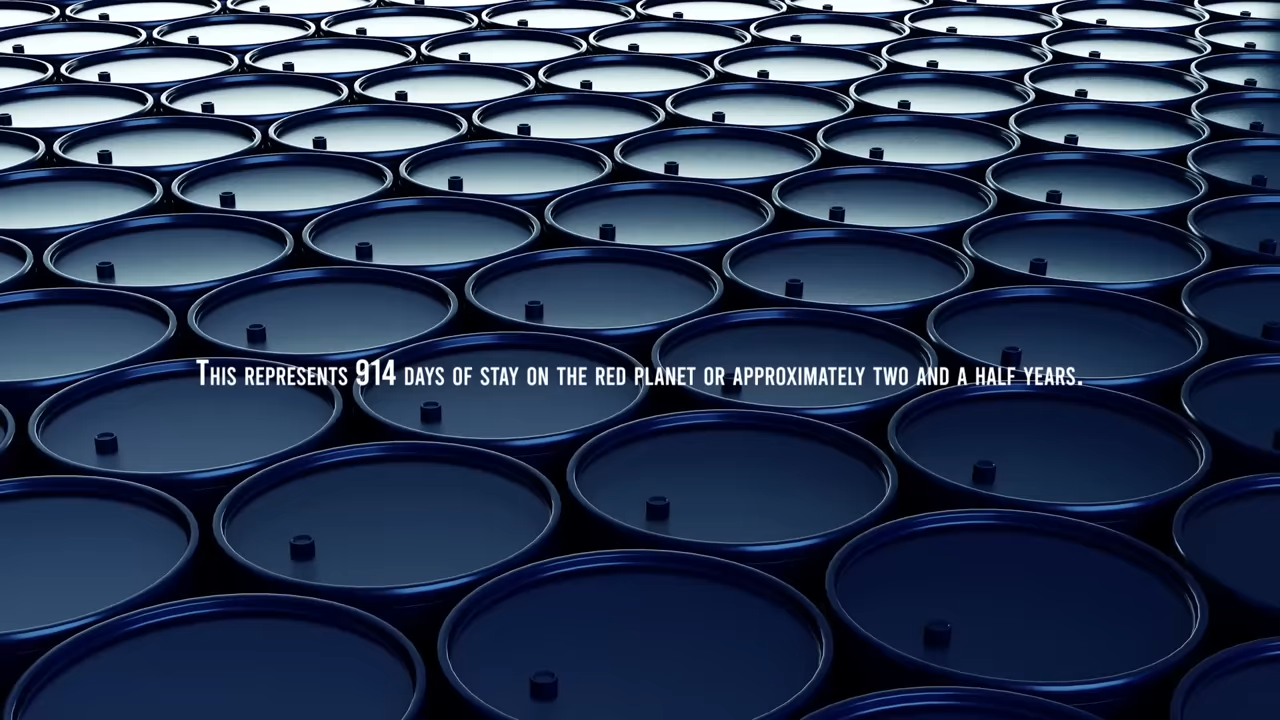 This represents 914 days of stay on the red planet or approximately two and a half years.